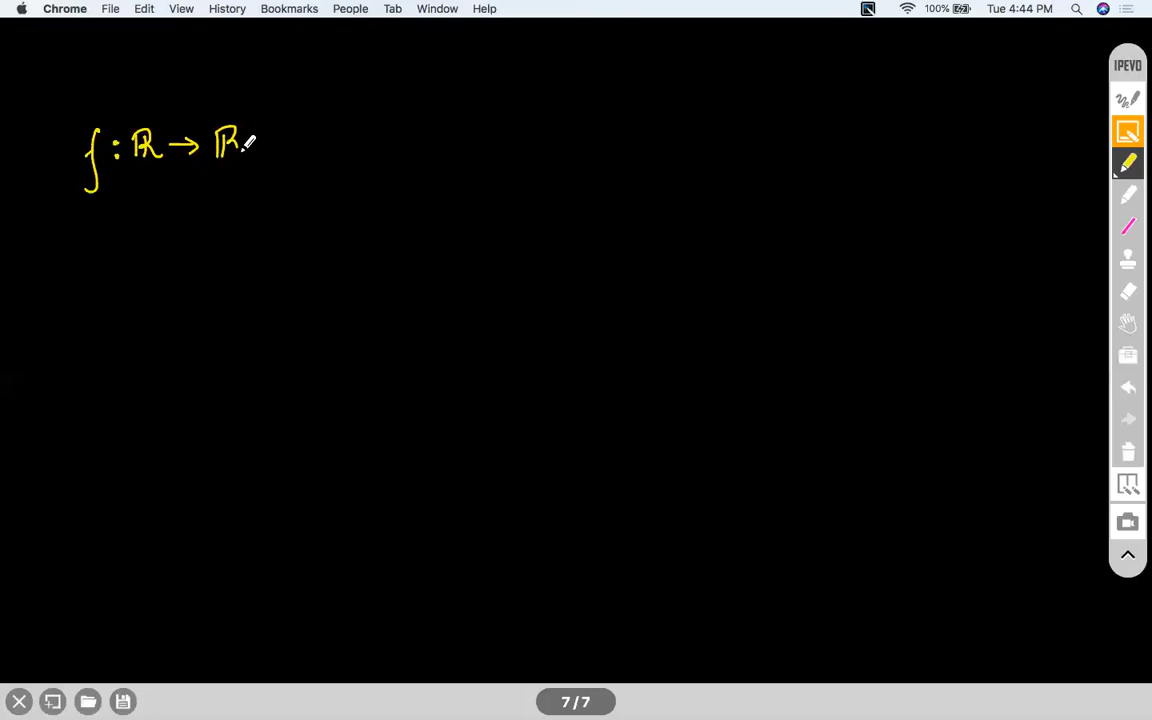 Chrome File Edit View History Bookmarks People Tab Window Help 100% Tue 4:44 PM
IPEVO
f : ℝ → ℝ
7 / 7